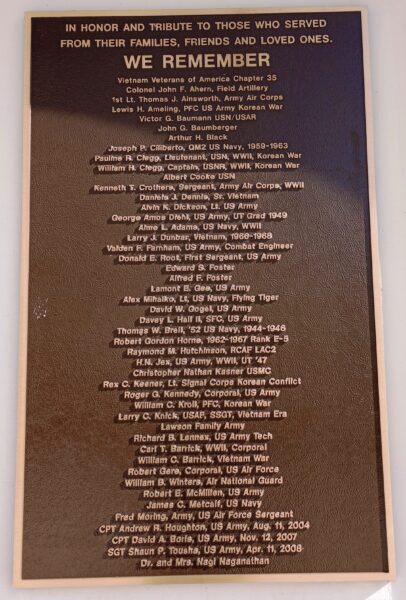 IN HONOR AND TRIBUTE TO THOSE WHO SERVED
FROM THEIR FAMILIES, FRIENDS AND LOVED ONES.
WE REMEMBER
Vietnam Veterans of America Chapter 35
Colonel John F. Ahern, Field Artillery
1st Lt. Thomas J. Ainsworth, Army Air Corps
Lewis H. Ameling, PFC US Army Korean War
Victor G. Baumann USN/USAR
John G. Baumberger
Arthur H. Black
Joseph P. Ciliberto, QM2 US Navy, 1959-1963
Pauline R. Clegg, Lieutenant, USN, WWII, Korean War
William H. Clegg, Captain, USNR, WWII, Korean War
Albert Cooke USN
Kenneth T. Crothers, Sergeant, Army Air Corps, WWII
Daniels J. Dennis, Sr. Vietnam
Alvin K. Dickson, Lt. US Army
George Amos Diehl, US Army, UT Grad 1949
Alme L. Adams, US Navy, WWII
Larry J. Dunbar, Vietnam, 1966-1968
Valden F. Farnham, US Army, Combat Engineer
Donald E. Root, First Sergeant, US Army
Edward S. Foster
Alfred F. Foster
Lamont E. Gee, US Army
Alex Mihalko, Lt, US Navy, Flying Tiger
David W. Gogel, US Army
Davey L. Hall II, SFC, US Army
Thomas W. Breil, '52 US Navy, 1944-1946
Robert Gordon Horne, 1962-1967 Rank E-5
Raymond M. Hutchinson, RCAF LAC2
H.N. Jex, US Army, WWII, UT '47
Christopher Nathan Kasner USMC
Rex C. Keener, Lt. Signal Corps Korean Conflict
Roger G. Kennedy, Corporal, US Army
William C. Kroll, PFC, Korean War
Larry C. Knick, USAF, SSGT, Vietnam Era
Lawson Family Army
Richard B. Lennex, US Army Tech
Carl T. Barrick, WWII, Corporal
William C. Barrick, Vietnam War
Robert Gers, Corporal, US Air Force
William B. Winters, Air National Guard
Robert E. McMillen, US Army
James C. Metcalf, US Navy
Fred Moring, Army, US Air Force Sergeant
CPT Andrew R. Houghton, US Army, Aug. 11, 2004
CPT David A. Boris, US Army, Nov. 12, 2007
SGT Shaun P. Tousha, US Army, Apr. 11, 2008
Dr. and Mrs. Nagi Naganathan